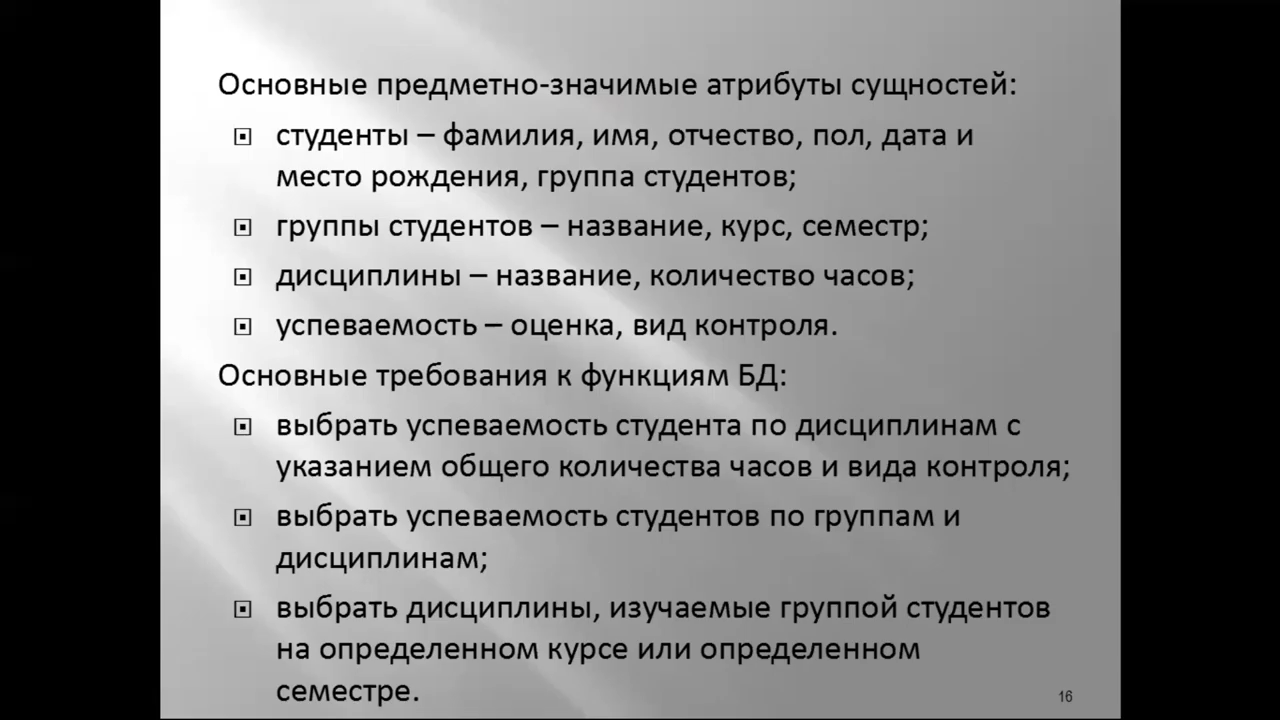 Основные предметно-значимые атрибуты сущностей:
студенты – фамилия, имя, отчество, пол, дата и
место рождения, группа студентов;
группы студентов – название, курс, семестр;
дисциплины – название, количество часов;
успеваемость – оценка, вид контроля.
Основные требования к функциям БД:
выбрать успеваемость студента по дисциплинам с
указанием общего количества часов и вида контроля;
выбрать успеваемость студентов по группам и
дисциплинам;
выбрать дисциплины, изучаемые группой студентов
на определенном курсе или определенном
семестре.
16